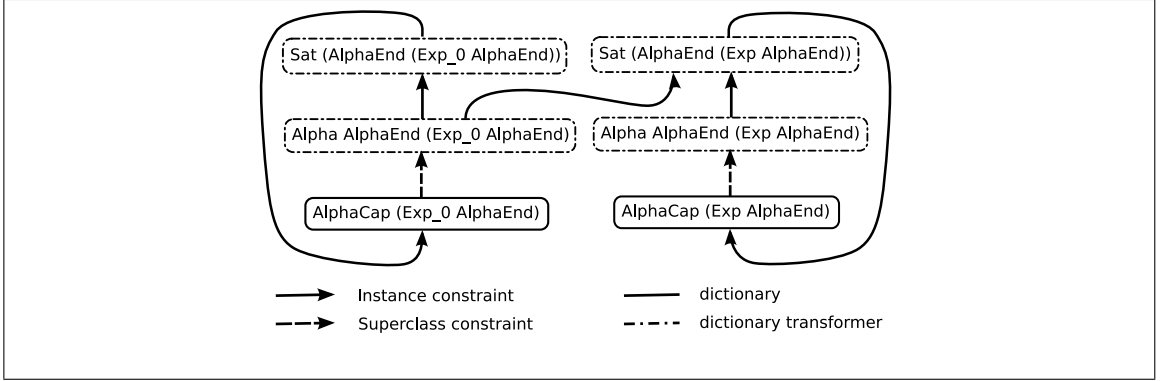 Sat (AlphaEnd (Exp_0 AlphaEnd))
Sat (AlphaEnd (Exp AlphaEnd))
Alpha AlphaEnd (Exp_0 AlphaEnd)
Alpha AlphaEnd (Exp AlphaEnd)
AlphaCap (Exp_0 AlphaEnd)
AlphaCap (Exp AlphaEnd)
Instance constraint
dictionary
Superclass constraint
dictionary transformer